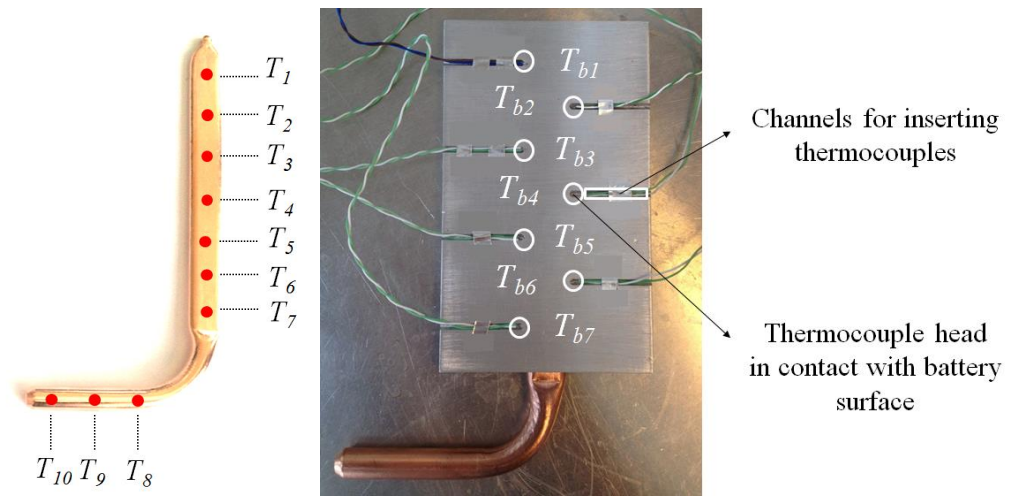 T1
T2
T3
T4
T5
T6
T7
T10 T9 T8
Tb1
Tb2
Tb3
Tb4
Tb5
Tb6
Tb7
Channels for inserting
thermocouples
Thermocouple head
in contact with battery
surface